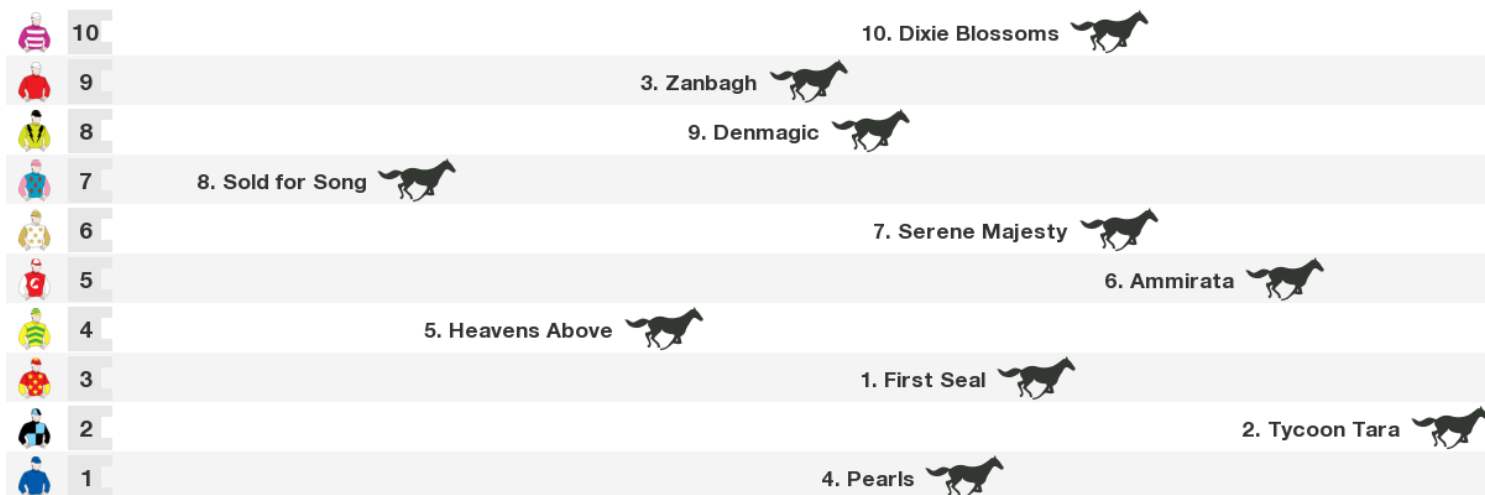 10 10. Dixie Blossoms
9 3. Zanbagh
8 9. Denmagic
7 8. Sold for Song
6 7. Serene Majesty
5 6. Ammirata
4 5. Heavens Above
3 1. First Seal
2 2. Tycoon Tara
1 4. Pearls